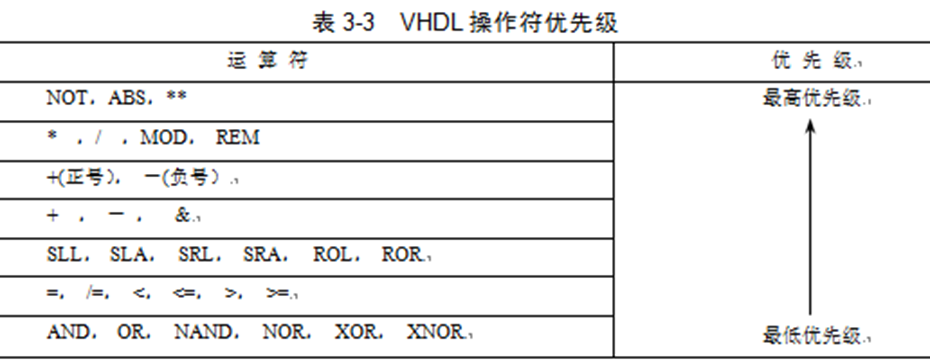 表 3-3 VHDL 操作符优先级
运 算 符 优 先 级
NOT，ABS，** 最高优先级
* ，/ ，MOD， REM
+(正号)， －(负号)
+ ， － ， &
SLL， SLA， SRL， SRA， ROL， ROR
=， /=， <， <=， >， >=
AND， OR， NAND， NOR， XOR， XNOR 最低优先级